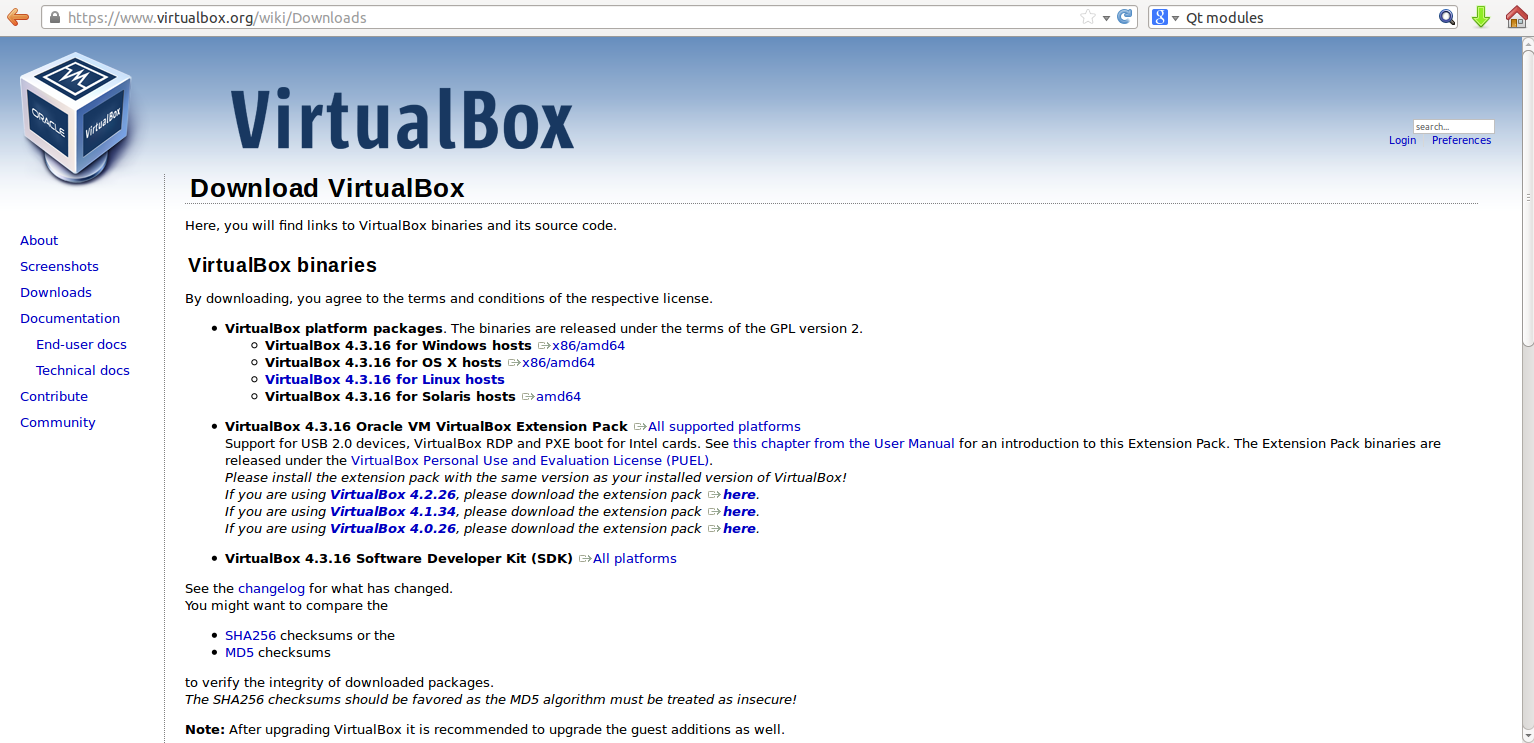 https://www.virtualbox.org/wiki/Downloads
8 Qt modules
ORACLE
VirtualBox
VirtualBox
search...
Login Preferences
About
Screenshots
Downloads
Documentation
End-user docs
Technical docs
Contribute
Community
Download VirtualBox
Here, you will find links to VirtualBox binaries and its source code.
VirtualBox binaries
By downloading, you agree to the terms and conditions of the respective license.
• VirtualBox platform packages. The binaries are released under the terms of the GPL version 2.
◦ VirtualBox 4.3.16 for Windows hosts x86/amd64
◦ VirtualBox 4.3.16 for OS X hosts x86/amd64
◦ VirtualBox 4.3.16 for Linux hosts
◦ VirtualBox 4.3.16 for Solaris hosts amd64
• VirtualBox 4.3.16 Oracle VM VirtualBox Extension Pack All supported platforms
Support for USB 2.0 devices, VirtualBox RDP and PXE boot for Intel cards. See this chapter from the User Manual for an introduction to this Extension Pack. The Extension Pack binaries are
released under the VirtualBox Personal Use and Evaluation License (PUEL).
Please install the extension pack with the same version as your installed version of VirtualBox!
If you are using VirtualBox 4.2.26, please download the extension pack here.
If you are using VirtualBox 4.1.34, please download the extension pack here.
If you are using VirtualBox 4.0.26, please download the extension pack here.
• VirtualBox 4.3.16 Software Developer Kit (SDK) All platforms
See the changelog for what has changed.
You might want to compare the
• SHA256 checksums or the
• MD5 checksums
to verify the integrity of downloaded packages.
The SHA256 checksums should be favored as the MD5 algorithm must be treated as insecure!
Note: After upgrading VirtualBox it is recommended to upgrade the guest additions as well.